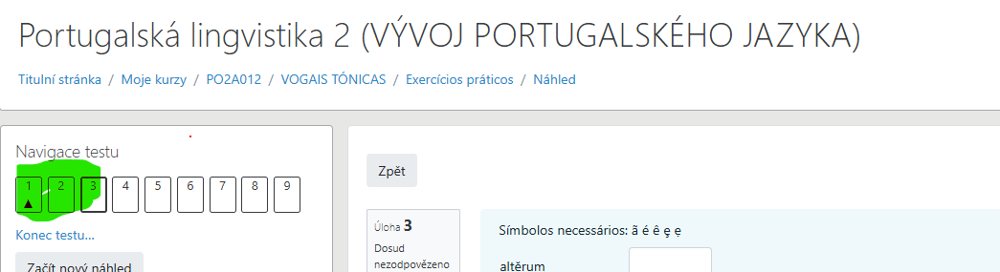 Portugalská lingvistika 2 (VÝVOJ PORTUGALSKÉHO JAZYKA)
Titulní stránka / Moje kurzy / PO2A012 / VOGAIS TÓNICAS / Exercícios práticos / Náhled
Navigace testu
1 2 3 4 5 6 7 8 9
Konec testu...
Začít nový náhled
Zpět
Úloha 3
Dosud
nezodpovězeno
Símbolos necessários: ã é ê ę ẹ
altěrum